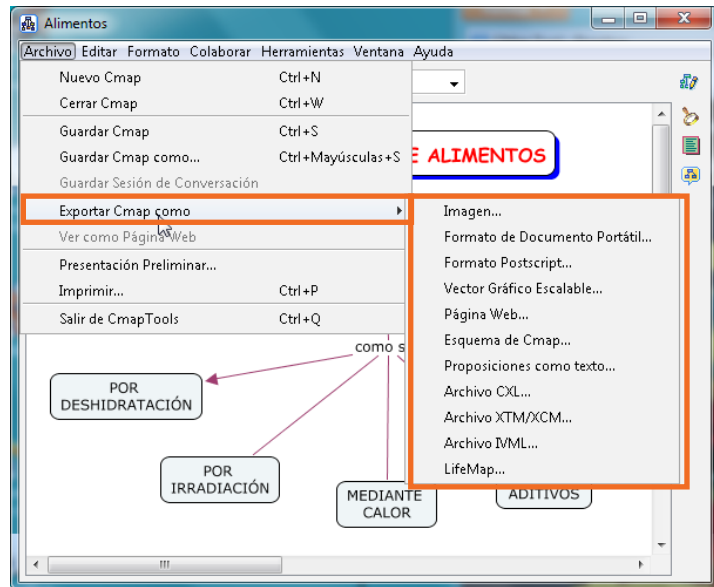 Alimentos
Archivo Editar Formato Colaborar Herramientas Ventana Ayuda
Nuevo Cmap Ctrl+N
Cerrar Cmap Ctrl+W
Guardar Cmap Ctrl+S
Guardar Cmap como... Ctrl+Mayúsculas+S
Guardar Sesión de Conversación
Exportar Cmap como
Ver como Página Web
Presentación Preliminar...
Imprimir... Ctrl+P
Salir de CmapTools Ctrl+Q
Imagen...
Formato de Documento Portátil...
Formato Postscript...
Vector Gráfico Escalable...
Página Web...
Esquema de Cmap...
Proposiciones como texto...
Archivo CXL...
Archivo XTM/XCM...
Archivo IVML...
LifeMap...
E ALIMENTOS
como s
POR
DESHIDRATACIÓN
POR
IRRADIACIÓN
MEDIANTE
CALOR
ADITIVOS